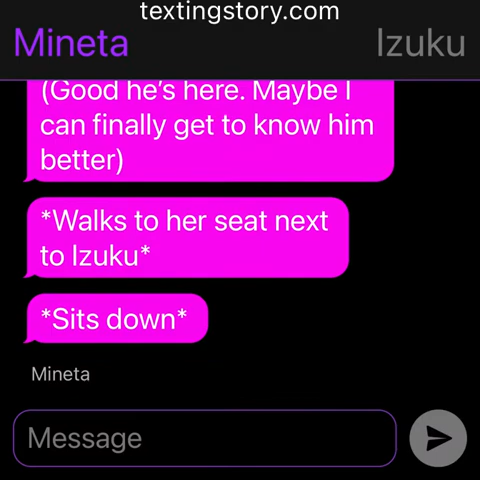 textingstory.com
Mineta Izuku
(Good he's here. Maybe I
can finally get to know him
better)
*Walks to her seat next
to Izuku*
*Sits down*
Mineta
Message